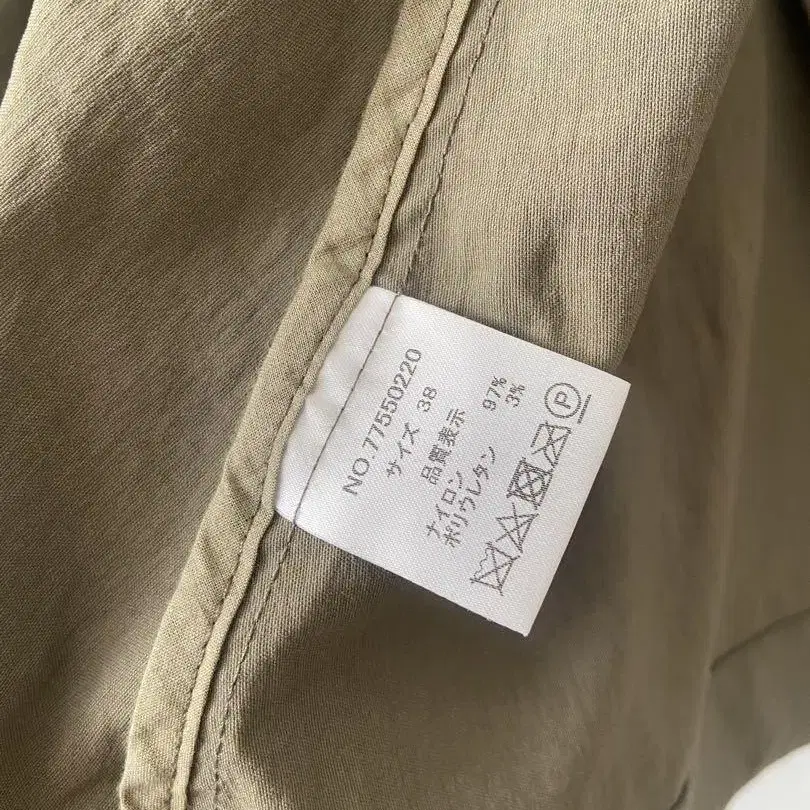 NO.77550220
サイズ 38
品質表示
ナイロン 97%
ポリウレタン 3%
P